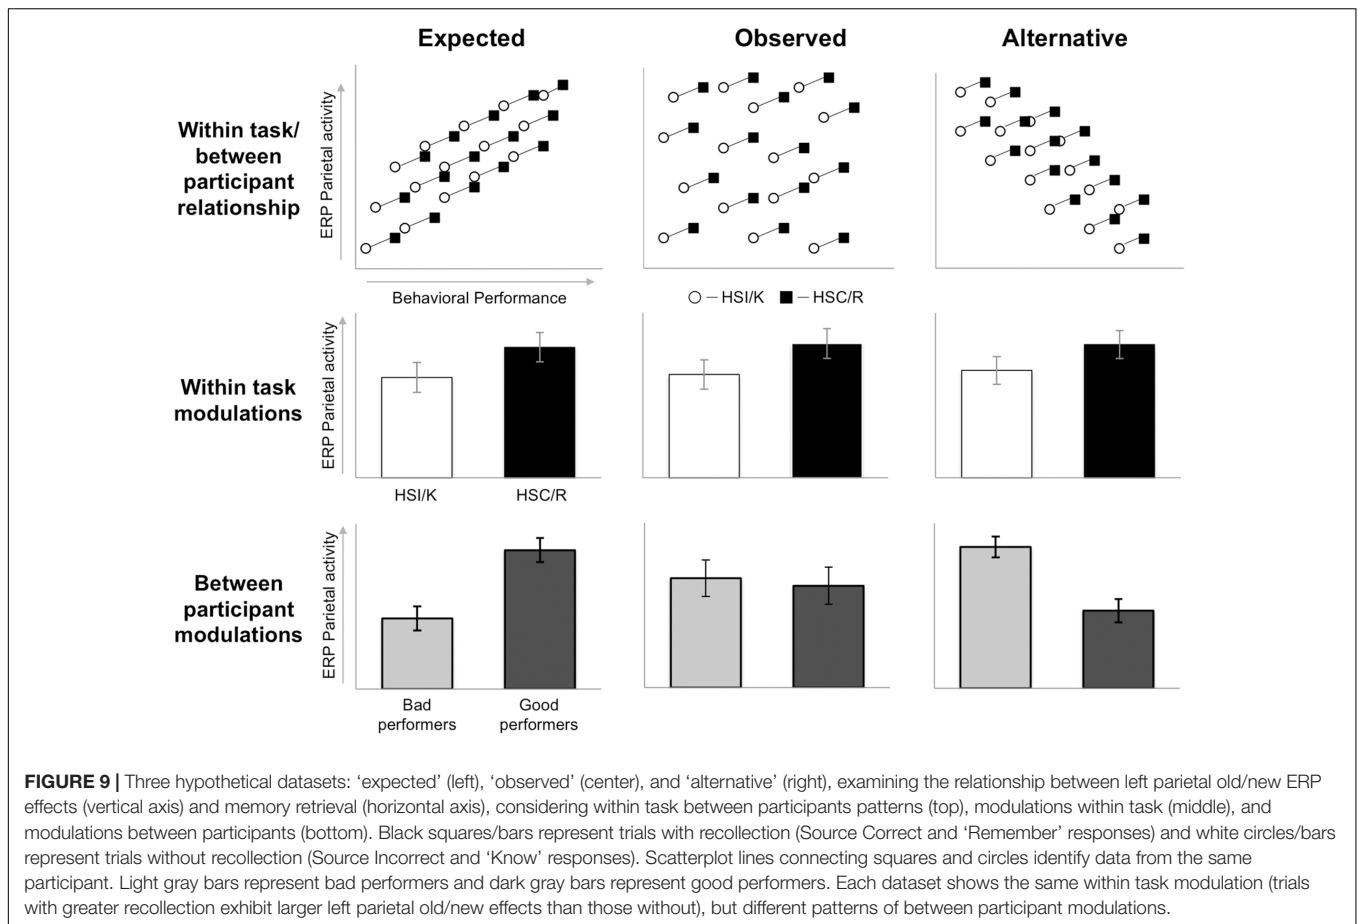 Expected
Observed
Alternative
Within task/
between
participant
relationship
ERP Parietal activity
Behavioral Performance
HSI/K
HSC/R
Within task
modulations
ERP Parietal activity
HSI/K
HSC/R
Between
participant
modulations
ERP Parietal activity
Bad
performers
Good
performers
FIGURE 9 | Three hypothetical datasets: ‘expected’ (left), ‘observed’ (center), and ‘alternative’ (right), examining the relationship between left parietal old/new ERP
effects (vertical axis) and memory retrieval (horizontal axis), considering within task between participants patterns (top), modulations within task (middle), and
modulations between participants (bottom). Black squares/bars represent trials with recollection (Source Correct and ‘Remember’ responses) and white circles/bars
represent trials without recollection (Source Incorrect and ‘Know’ responses). Scatterplot lines connecting squares and circles identify data from the same
participant. Light gray bars represent bad performers and dark gray bars represent good performers. Each dataset shows the same within task modulation (trials
with greater recollection exhibit larger left parietal old/new effects than those without), but different patterns of between participant modulations.